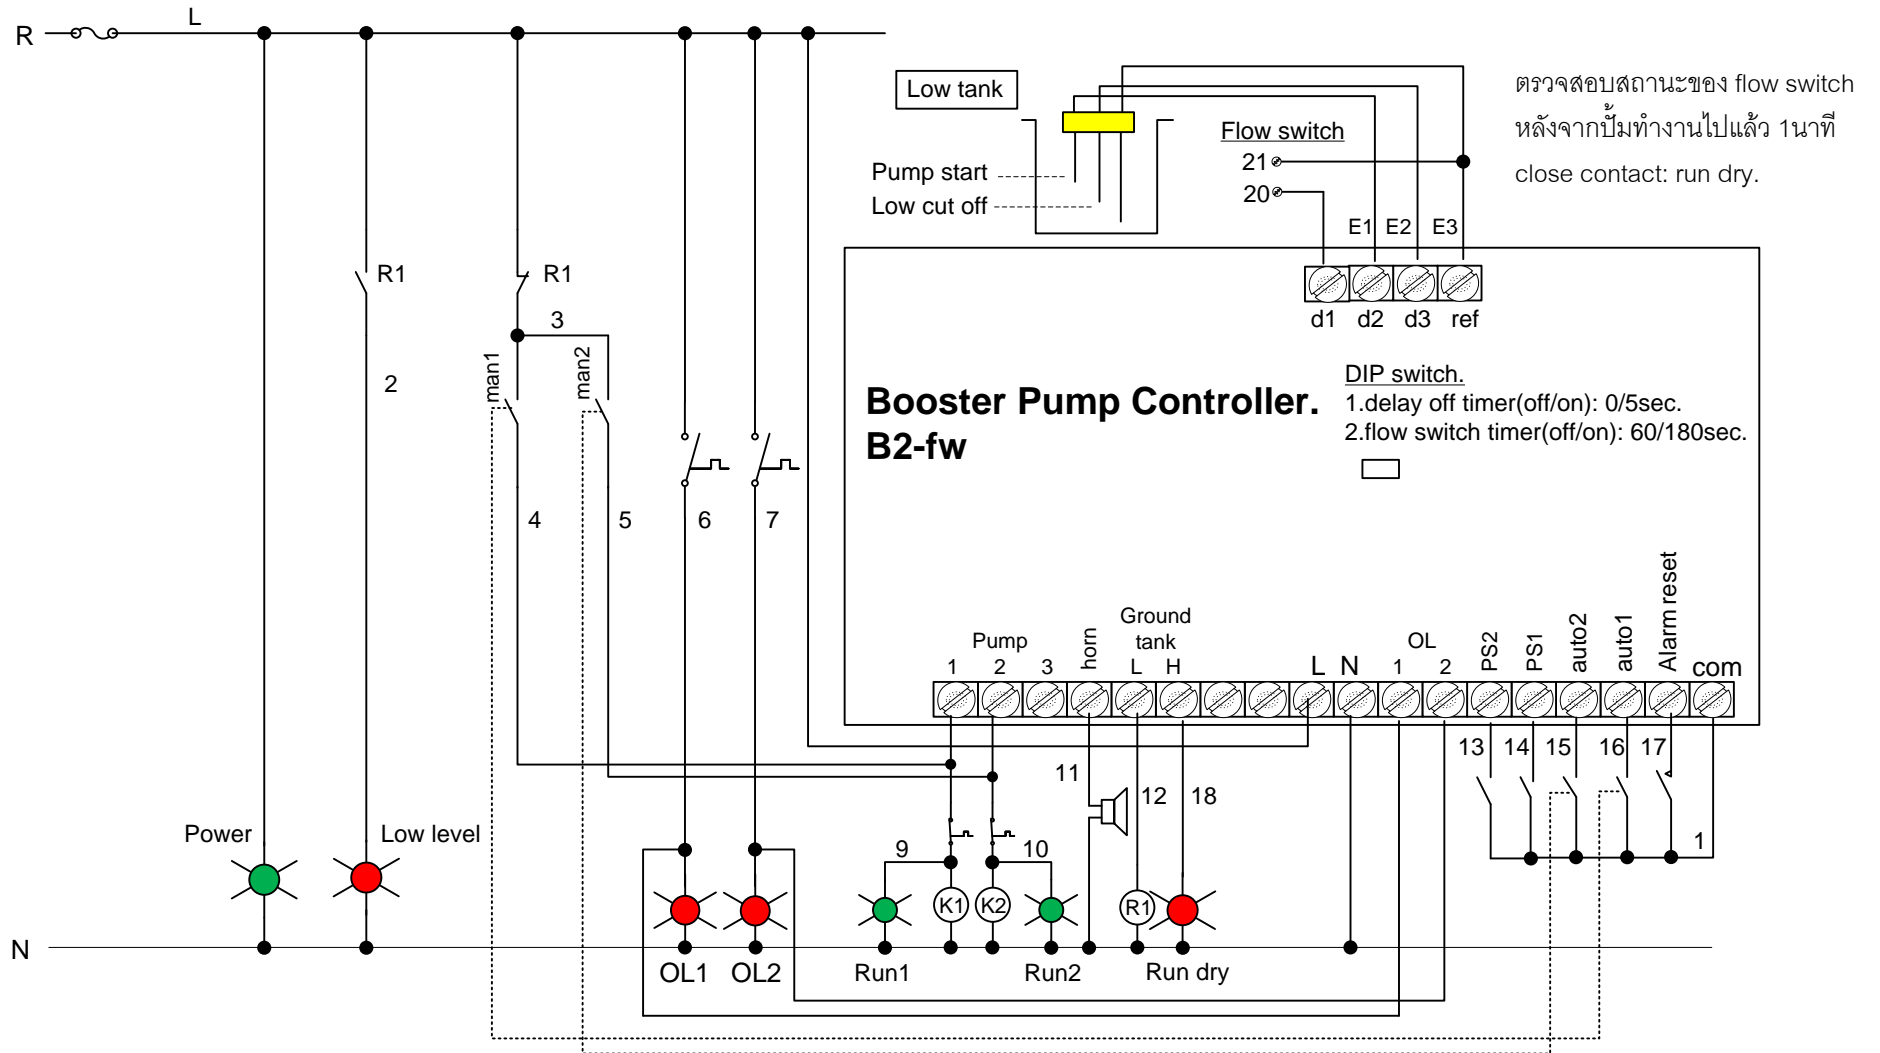 R
L
Low tank
Flow switch
21
20
Pump start
Low cut off
E1
E2
E3
ตรวจสอบสถานะของ flow switch
หลังจากปั๊มทำงานไปแล้ว 1นาที
close contact: run dry.
d1
d2
d3
ref
R1
R1
3
2
man1
man2
4
5
6
7
Booster Pump Controller.
B2-fw
DIP switch.
1.delay off timer(off/on): 0/5sec.
2.flow switch timer(off/on): 60/180sec.
Pump
1
2
3
horn
Ground
tank
L
H
L
N
OL
1
2
PS2
PS1
auto2
auto1
Alarm reset
com
11
12
18
13
14
15
16
17
1
Power
Low level
9
10
K1
K2
R1
N
OL1
OL2
Run1
Run2
Run dry